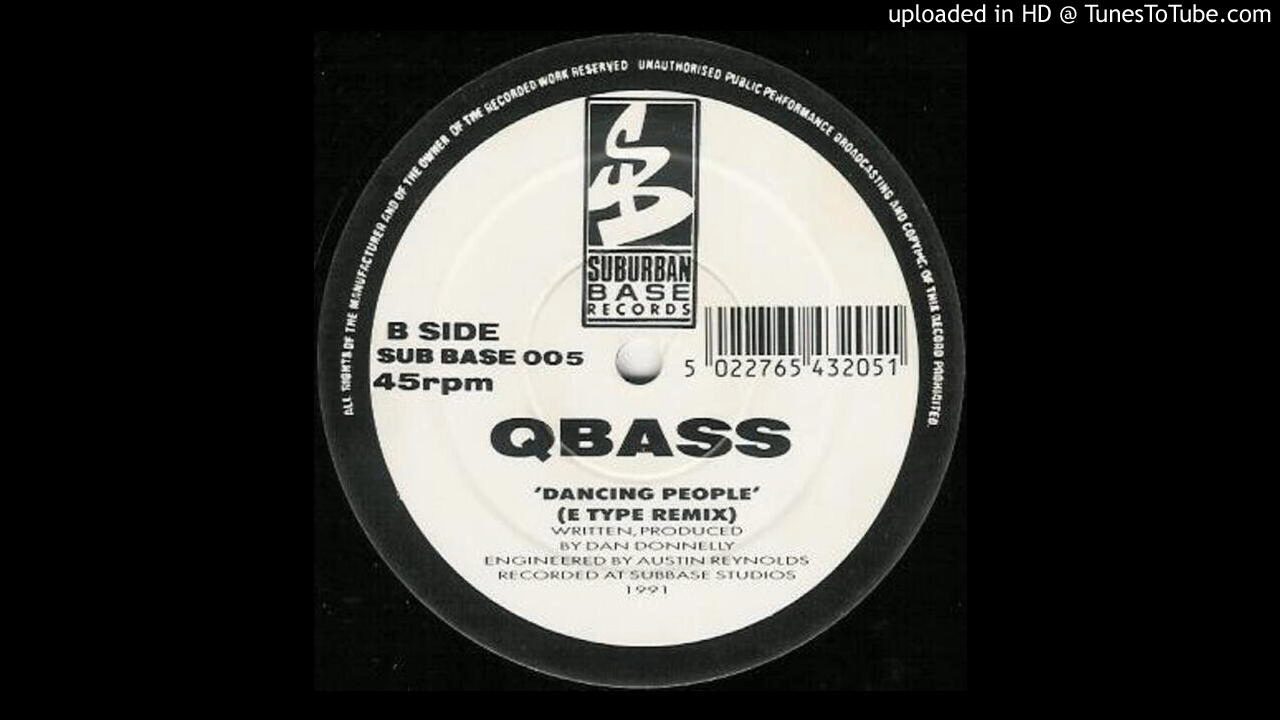 uploaded in HD @ TunesToTube.com
ALL RIGHTS OF THE MANUFACTURER AND OF THE OWNER OF THE RECORDED WORK RESERVED UNAUTHORISED PUBLIC PERFORMANCE BROADCASTING AND COPYING OF THIS RECORD PROHIBITED.
SUB
SUBURBAN
BASE
RECORDS
B SIDE
SUB BASE 005
45rpm
5 022765 432051
QBASS
'DANCING PEOPLE'
(E TYPE REMIX)
WRITTEN, PRODUCED
BY DAN DONNELLY
ENGINEERED BY AUSTIN REYNOLDS
RECORDED AT SUBBASE STUDIOS
1991